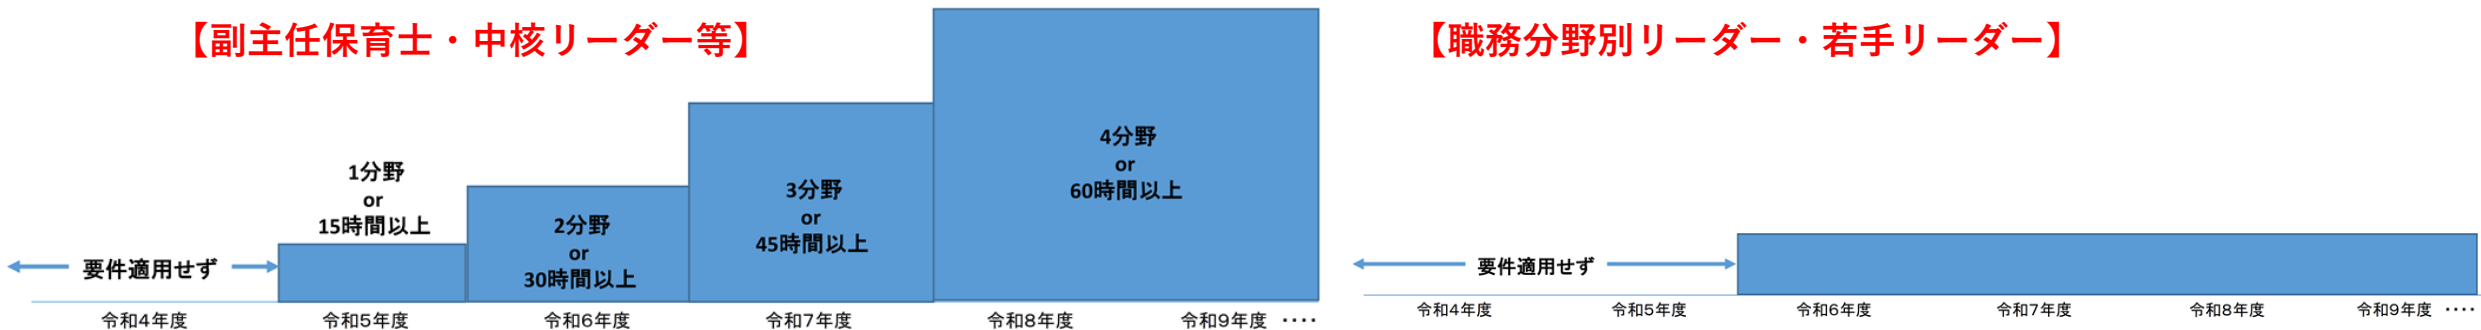 【副主任保育士・中核リーダー等】
1分野
or
15時間以上
2分野
or
30時間以上
3分野
or
45時間以上
4分野
or
60時間以上
要件適用せず
令和4年度
令和5年度
令和6年度
令和7年度
令和8年度
令和9年度 ････
【職務分野別リーダー・若手リーダー】
要件適用せず
令和4年度
令和5年度
令和6年度
令和7年度
令和8年度
令和9年度 ････